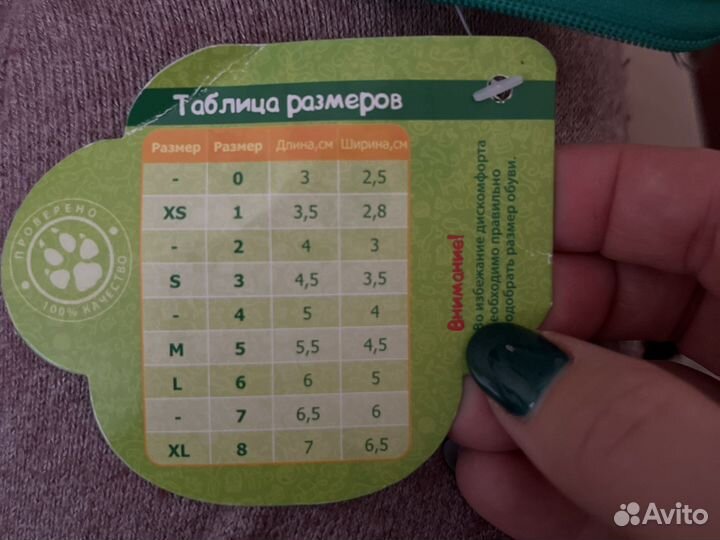 Таблица размеров
Размер Размер Длина,см Ширина,см
- 0 3 2,5
XS 1 3,5 2,8
- 2 4 3
S 3 4,5 3,5
- 4 5 4
M 5 5,5 4,5
L 6 6 5
- 7 6,5 6
XL 8 7 6,5
ПРОВЕРЕНО
100% КАЧЕСТВО
Внимание!
Во избежание дискомфорта
необходимо правильно
подобрать размер обуви.
Avito